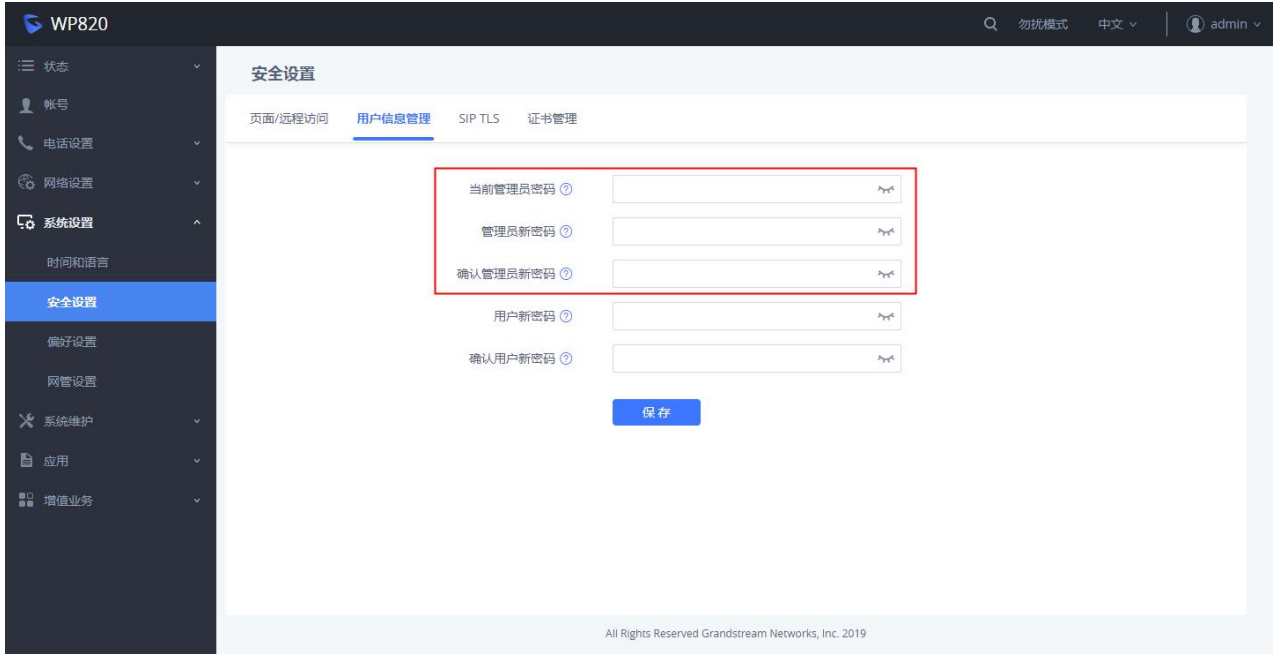 WP820
勿扰模式
中文
admin
状态
帐号
电话设置
网络设置
系统设置
时间和语言
安全设置
偏好设置
网管设置
系统维护
应用
增值业务
安全设置
页面/远程访问 用户信息管理 SIP TLS 证书管理
当前管理员密码
管理员新密码
确认管理员新密码
用户新密码
确认用户新密码
保存
All Rights Reserved Grandstream Networks, Inc. 2019